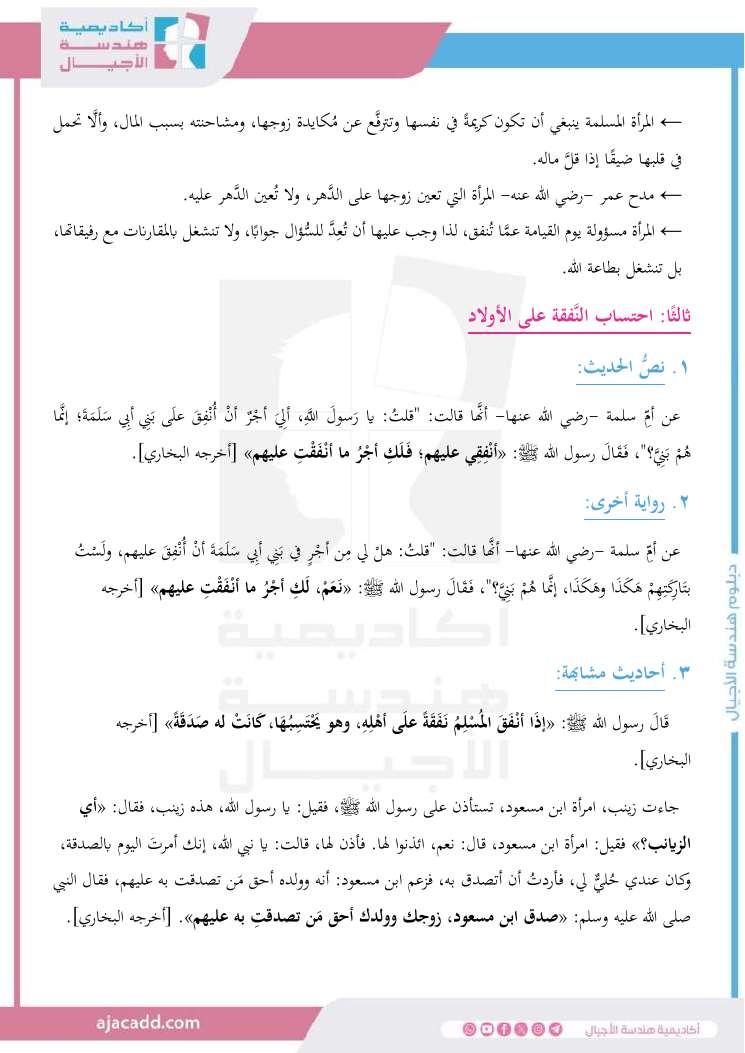 أكاديمية
هندسة
الأجيال
← المرأة المسلمة ينبغي أن تكون كريمةً في نفسها وتترفَّع عن مُكايدة زوجها، ومشاحنته بسبب المال، وألَّا تحمل
في قلبها ضيقًا إذا قلَّ ماله.
← مدح عمر -رضي الله عنه- المرأة التي تعين زوجها على الدَّهر، ولا تُعين الدَّهر عليه.
← المرأة مسؤولة يوم القيامة عمَّا تُنفق، لذا وجب عليها أن تُعِدَّ للسُّؤال جوابًا، ولا تنشغل بالمقارنات مع رفيقاتها،
بل تنشغل بطاعة الله.
ثالثًا: احتساب النَّفقة على الأولاد
١. نصُّ الحديث:
عن أمِّ سلمة -رضي الله عنها- أنَّها قالت: "قلتُ: يا رَسولَ اللَّهِ، أَلِيَ أجْرٌ أنْ أُنْفِقَ علَى بَنِي أبِي سَلَمَةَ؛ إنَّما
هُمْ بَنِيَّ؟"، فَقَالَ رسول الله ﷺ: «أنْفِقِي عليهم؛ فَلَكِ أجْرُ ما أنْفَقْتِ عليهم» [أخرجه البخاري].
٢. رواية أخرى:
عن أمِّ سلمة -رضي الله عنها- أنَّها قالت: "قلتُ: هلْ لي مِن أجْرٍ في بَنِي أبِي سَلَمَةَ أنْ أُنْفِقَ عليهم، ولَسْتُ
بتَارِكَتِهِمْ هَكَذَا وهَكَذَا، إنَّما هُمْ بَنِيَّ؟"، فَقَالَ رسول الله ﷺ: «نَعَمْ، لَكِ أجْرُ ما أنْفَقْتِ عليهم» [أخرجه
البخاري].
أكاديمية
هندسة
الأجيال
٣. أحاديث مشابهة:
قَالَ رسول الله ﷺ: «إذَا أنْفَقَ المُسْلِمُ نَفَقَةً علَى أهْلِهِ، وهو يَحْتَسِبُهَا، كَانَتْ له صَدَقَةً» [أخرجه
البخاري].
جاءت زينب، امرأة ابن مسعود، تستأذن على رسول الله ﷺ، فقيل: يا رسول الله، هذه زينب، فقال: «أي
الزيانب؟» فقيل: امرأة ابن مسعود، قال: نعم، ائذنوا لها. فأذن لها، قالت: يا نبي الله، إنك أمرتَ اليوم بالصدقة،
وكان عندي حُليٌّ لي، فأردتُ أن أتصدق به، فزعم ابن مسعود: أنه وولده أحق مَن تصدقت به عليهم، فقال النبي
صلى الله عليه وسلم: «صدق ابن مسعود، زوجك وولدك أحق مَن تصدقتِ به عليهم». [أخرجه البخاري].
دبلوم هندسة الأجيال
أكاديمية هندسة الأجيال
ajacadd.com